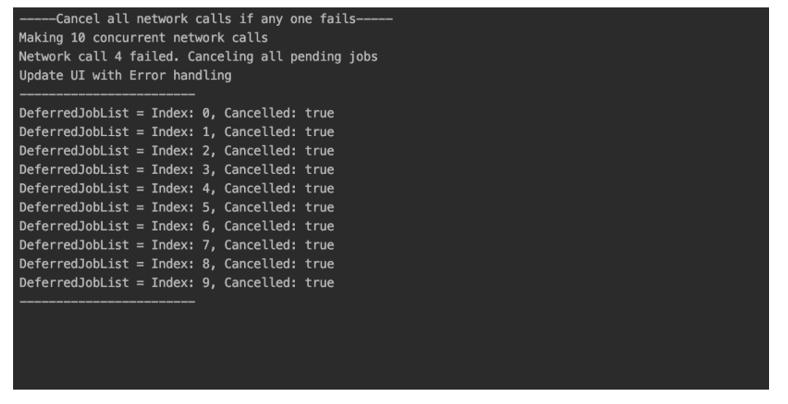 -----Cancel all network calls if any one fails-----
Making 10 concurrent network calls
Network call 4 failed. Canceling all pending jobs
Update UI with Error handling
------------------------
DeferredJobList = Index: 0, Cancelled: true
DeferredJobList = Index: 1, Cancelled: true
DeferredJobList = Index: 2, Cancelled: true
DeferredJobList = Index: 3, Cancelled: true
DeferredJobList = Index: 4, Cancelled: true
DeferredJobList = Index: 5, Cancelled: true
DeferredJobList = Index: 6, Cancelled: true
DeferredJobList = Index: 7, Cancelled: true
DeferredJobList = Index: 8, Cancelled: true
DeferredJobList = Index: 9, Cancelled: true
------------------------